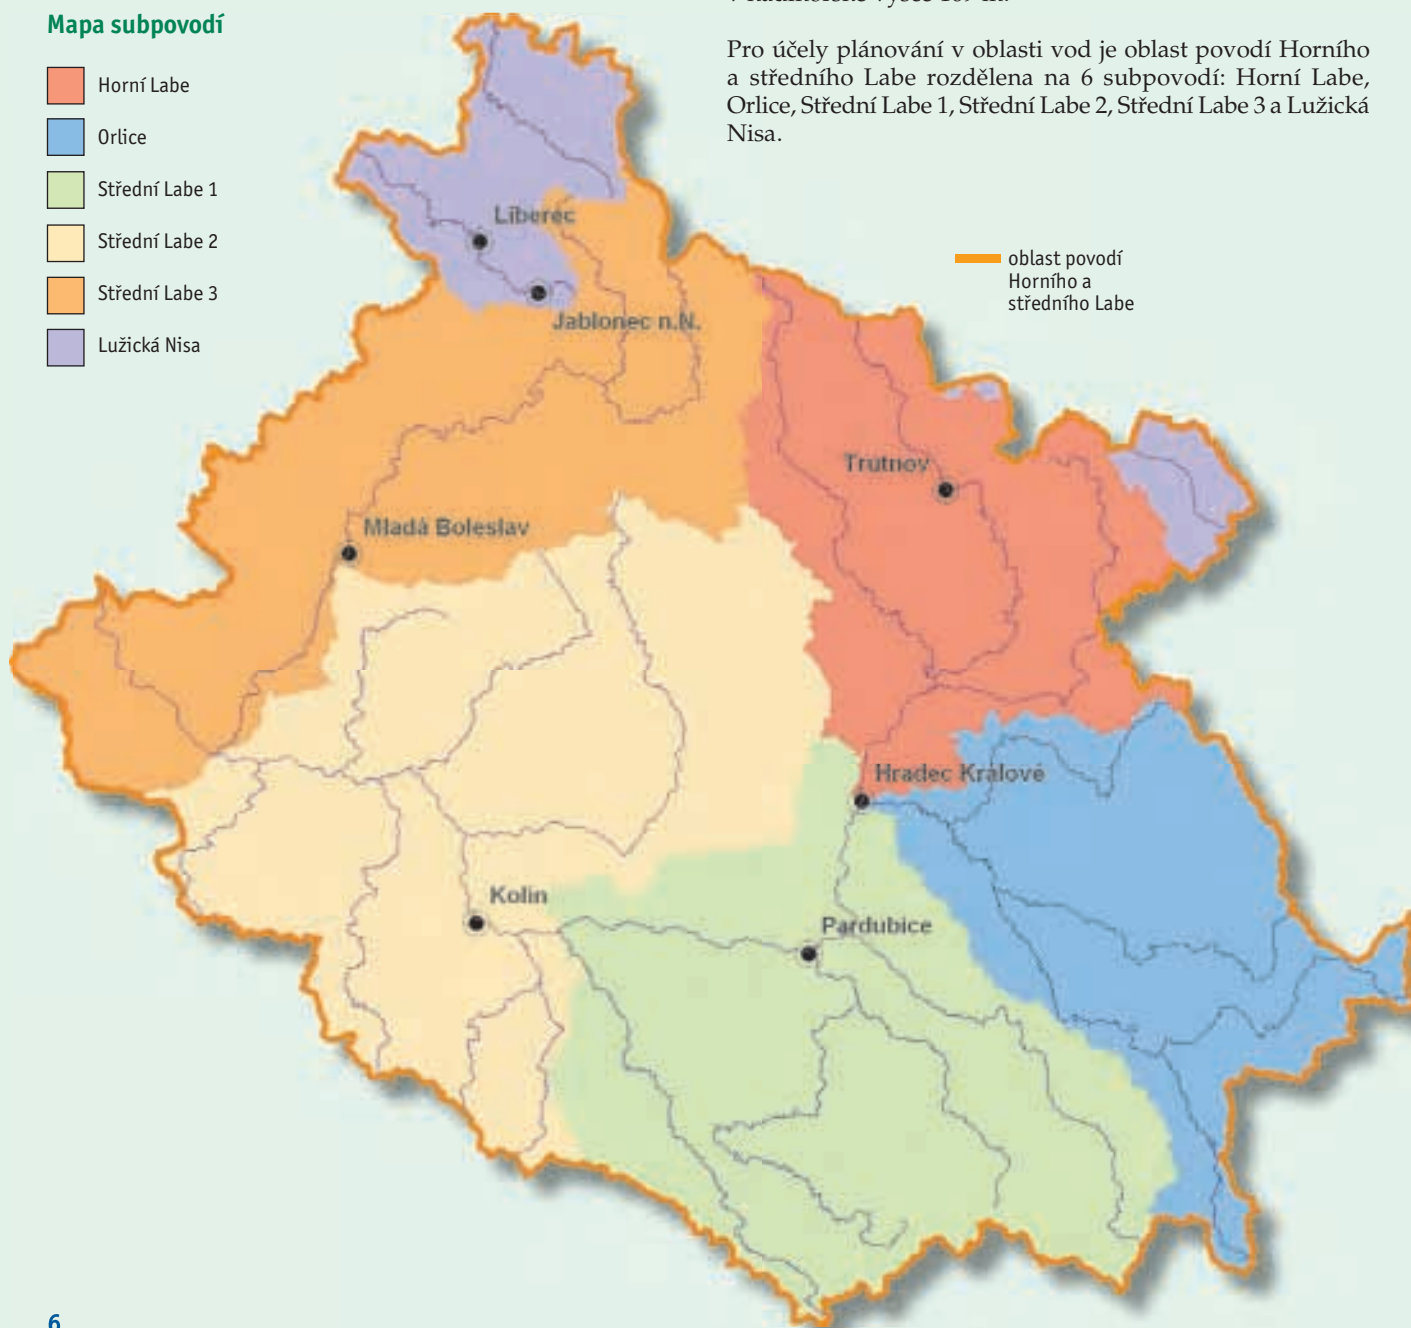 Mapa subpovodí
Horní Labe
Orlice
Střední Labe 1
Střední Labe 2
Střední Labe 3
Lužická Nisa
Pro účely plánování v oblasti vod je oblast povodí Horního
a středního Labe rozdělena na 6 subpovodí: Horní Labe,
Orlice, Střední Labe 1, Střední Labe 2, Střední Labe 3 a Lužická
Nisa.
oblast povodí
Horního a
středního Labe
Liberec
Jablonec n.N.
Trutnov
Mladá Boleslav
Hradec Králové
Kolín
Pardubice
6